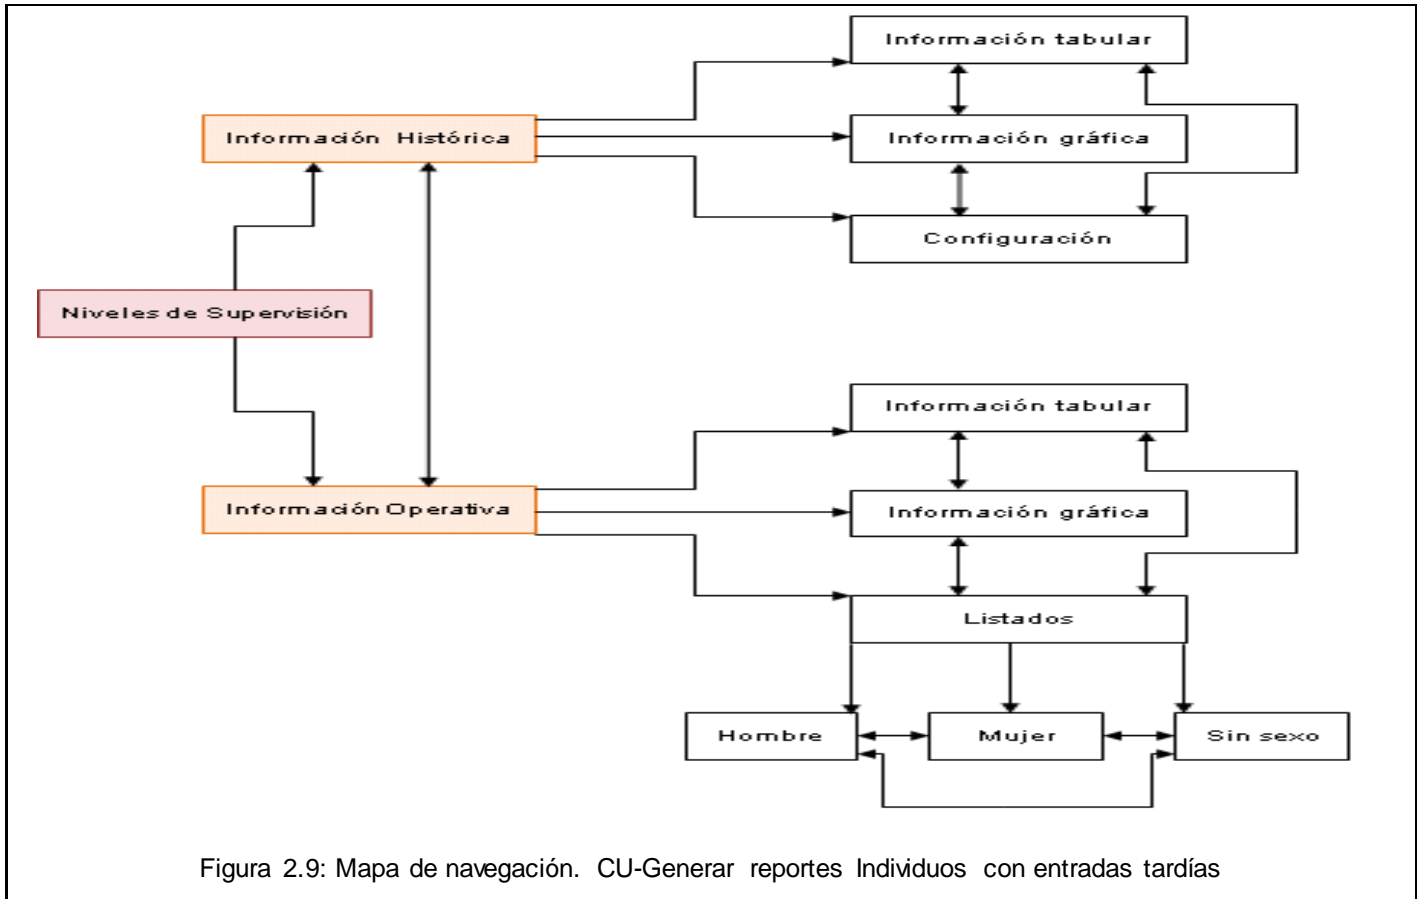 Información tabular
Información Histórica
Información gráfica
Configuración
Niveles de Supervisión
Información tabular
Información Operativa
Información gráfica
Listados
Hombre
Mujer
Sin sexo
Figura 2.9: Mapa de navegación. CU-Generar reportes Individuos con entradas tardías